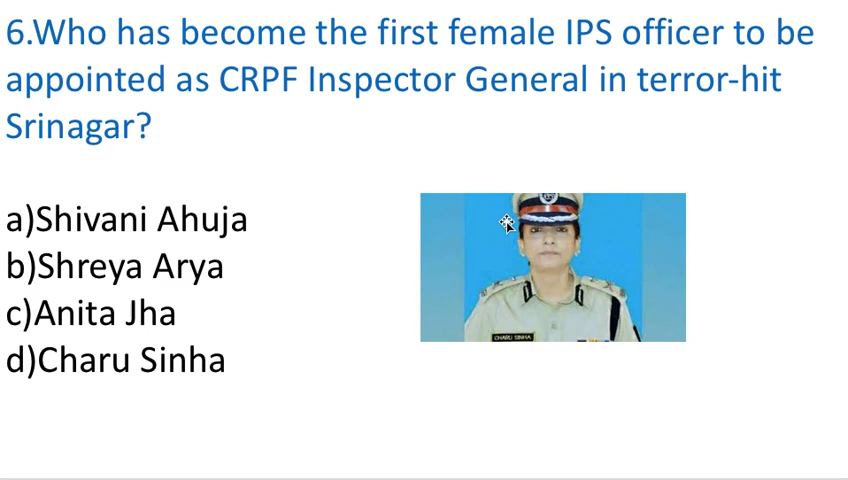 6.Who has become the first female IPS officer to be
appointed as CRPF Inspector General in terror-hit
Srinagar?
a)Shivani Ahuja
b)Shreya Arya
c)Anita Jha
d)Charu Sinha
CHARU SINHA